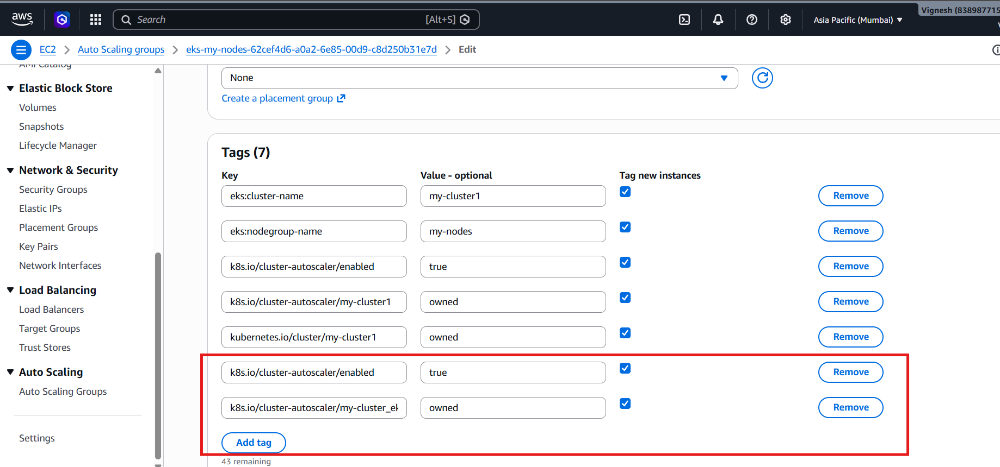 aws
Search [Alt+S]
Asia Pacific (Mumbai)
Vignesh (838987715
EC2 Auto Scaling groups eks-my-nodes-62cef4d6-a0a2-6e85-00d9-c8d250b31e7d Edit
AMI Catalog
Elastic Block Store
Volumes
Snapshots
Lifecycle Manager
Network & Security
Security Groups
Elastic IPs
Placement Groups
Key Pairs
Network Interfaces
Load Balancing
Load Balancers
Target Groups
Trust Stores
Auto Scaling
Auto Scaling Groups
Settings
None
Create a placement group
Tags (7)
Key Value - optional Tag new instances
eks:cluster-name my-cluster1 Remove
eks:nodegroup-name my-nodes Remove
k8s.io/cluster-autoscaler/enabled true Remove
k8s.io/cluster-autoscaler/my-cluster1 owned Remove
kubernetes.io/cluster/my-cluster1 owned Remove
k8s.io/cluster-autoscaler/enabled true Remove
k8s.io/cluster-autoscaler/my-cluster_ek owned Remove
Add tag
43 remaining